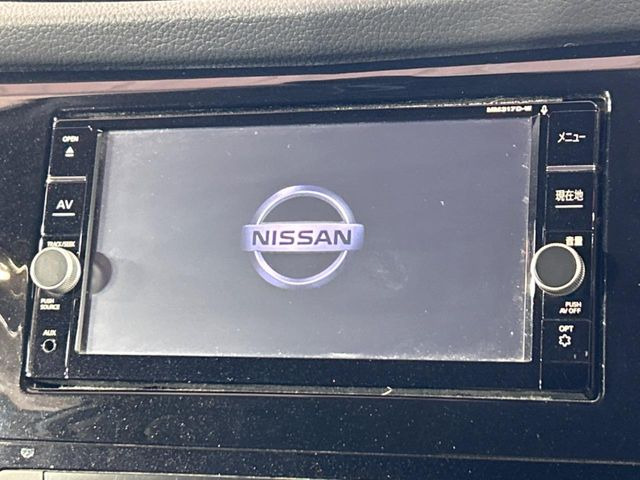 MM317D-W
OPEN
メニュー
AV
現在地
NISSAN
TRACK/SEEK
音量
PUSH
SOURCE
PUSH
AV OFF
AUX
OPT